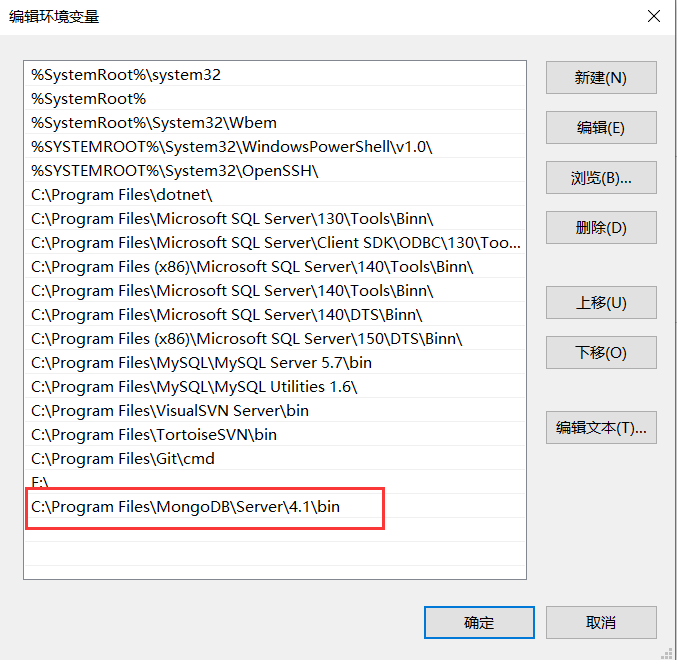 编辑环境变量
%SystemRoot%\system32
%SystemRoot%
%SystemRoot%\System32\Wbem
%SYSTEMROOT%\System32\WindowsPowerShell\v1.0\
%SYSTEMROOT%\System32\OpenSSH\
C:\Program Files\dotnet\
C:\Program Files\Microsoft SQL Server\130\Tools\Binn\
C:\Program Files\Microsoft SQL Server\Client SDK\ODBC\130\Too...
C:\Program Files (x86)\Microsoft SQL Server\140\Tools\Binn\
C:\Program Files\Microsoft SQL Server\140\Tools\Binn\
C:\Program Files\Microsoft SQL Server\140\DTS\Binn\
C:\Program Files (x86)\Microsoft SQL Server\150\DTS\Binn\
C:\Program Files\MySQL\MySQL Server 5.7\bin
C:\Program Files\MySQL\MySQL Utilities 1.6\
C:\Program Files\VisualSVN Server\bin
C:\Program Files\TortoiseSVN\bin
C:\Program Files\Git\cmd
F:\
C:\Program Files\MongoDB\Server\4.1\bin
新建(N)
编辑(E)
浏览(B)...
删除(D)
上移(U)
下移(O)
编辑文本(T)...
确定
取消